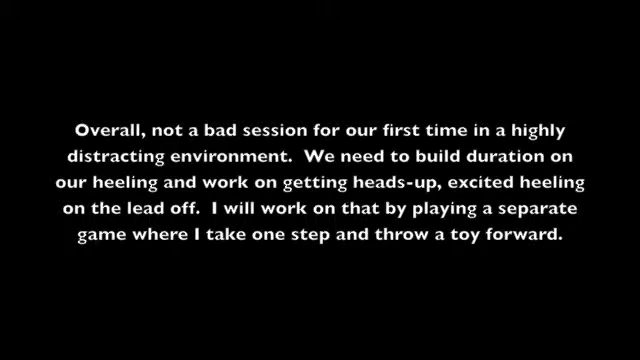 Overall, not a bad session for our first time in a highly
distracting environment.  We need to build duration on
our heeling and work on getting heads-up, excited heeling
on the lead off.  I will work on that by playing a separate
game where I take one step and throw a toy forward.